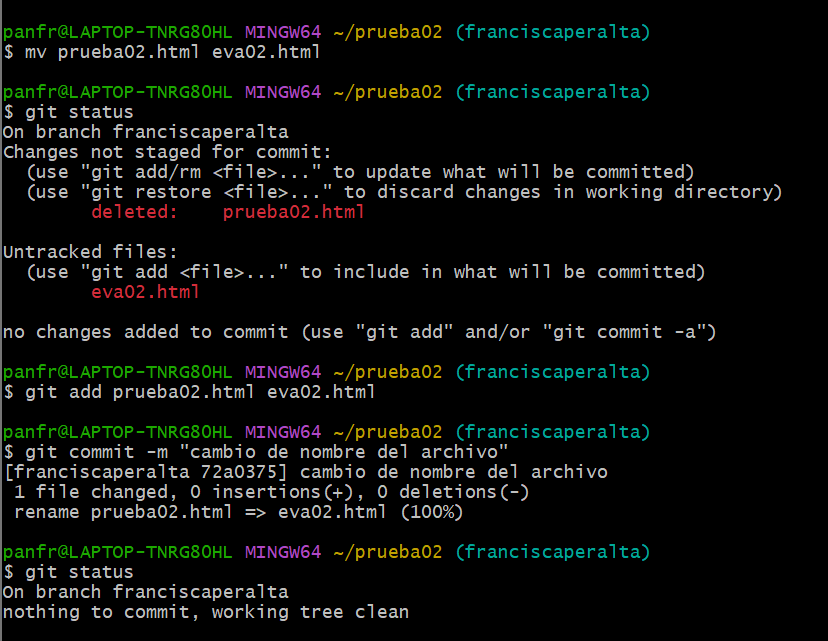 panfr@LAPTOP-TNRG8OHL MINGW64 ~/prueba02 (franciscaperalta)
$ mv prueba02.html eva02.html

panfr@LAPTOP-TNRG8OHL MINGW64 ~/prueba02 (franciscaperalta)
$ git status
On branch franciscaperalta
Changes not staged for commit:
  (use "git add/rm <file>..." to update what will be committed)
  (use "git restore <file>..." to discard changes in working directory)
        deleted:    prueba02.html

Untracked files:
  (use "git add <file>..." to include in what will be committed)
        eva02.html

no changes added to commit (use "git add" and/or "git commit -a")

panfr@LAPTOP-TNRG8OHL MINGW64 ~/prueba02 (franciscaperalta)
$ git add prueba02.html eva02.html

panfr@LAPTOP-TNRG8OHL MINGW64 ~/prueba02 (franciscaperalta)
$ git commit -m "cambio de nombre del archivo"
[franciscaperalta 72a0375] cambio de nombre del archivo
 1 file changed, 0 insertions(+), 0 deletions(-)
 rename prueba02.html => eva02.html (100%)

panfr@LAPTOP-TNRG8OHL MINGW64 ~/prueba02 (franciscaperalta)
$ git status
On branch franciscaperalta
nothing to commit, working tree clean